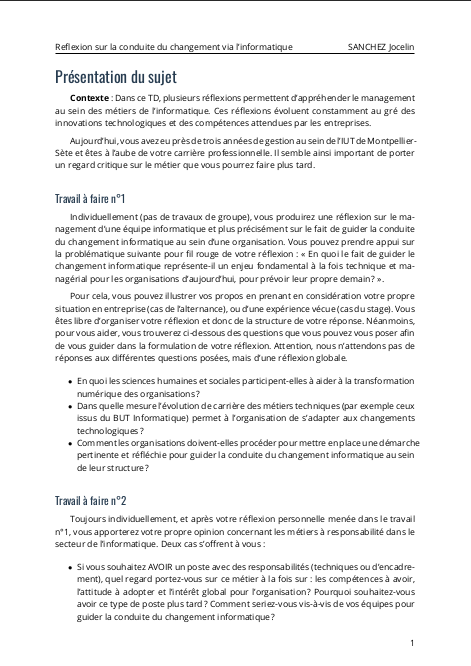 Reflexion sur la conduite du changement via l'informatique SANCHEZ Jocelin
Présentation du sujet
Contexte : Dans ce TD, plusieurs réflexions permettent d'appréhender le management
au sein des métiers de l'informatique. Ces réflexions évoluent constamment au gré des
innovations technologiques et des compétences attendues par les entreprises.
Aujourd'hui, vous avez eu près de trois années de gestion au sein de l'IUT de Montpellier-
Sète et êtes à l'aube de votre carrière professionnelle. Il semble ainsi important de porter
un regard critique sur le métier que vous pourrez faire plus tard.
Travail à faire n°1
Individuellement (pas de travaux de groupe), vous produirez une réflexion sur le ma-
nagement d'une équipe informatique et plus précisément sur le fait de guider la conduite
du changement informatique au sein d'une organisation. Vous pouvez prendre appui sur
la problématique suivante pour fil rouge de votre réflexion : « En quoi le fait de guider le
changement informatique représente-il un enjeu fondamental à la fois technique et ma-
nagérial pour les organisations d'aujourd'hui, pour prévoir leur propre demain? ».
Pour cela, vous pouvez illustrer vos propos en prenant en considération votre propre
situation en entreprise (cas de l'alternance), ou d'une expérience vécue (cas du stage). Vous
êtes libre d'organiser votre réflexion et donc de la structure de votre réponse. Néanmoins,
pour vous aider, vous trouverez ci-dessous des questions que vous pouvez vous poser afin
de vous guider dans la formulation de votre réflexion. Attention, nous n'attendons pas de
réponses aux différentes questions posées, mais d'une réflexion globale.
• En quoi les sciences humaines et sociales participent-elles à aider à la transformation
numérique des organisations?
• Dans quelle mesure l'évolution de carrière des métiers techniques (par exemple ceux
issus du BUT Informatique) permet à l'organisation de s'adapter aux changements
technologiques?
• Comment les organisations doivent-elles procéder pour mettre en place une démarche
pertinente et réfléchie pour guider la conduite du changement informatique au sein
de leur structure?
Travail à faire n°2
Toujours individuellement, et après votre réflexion personnelle menée dans le travail
n°1, vous apporterez votre propre opinion concernant les métiers à responsabilité dans le
secteur de l'informatique. Deux cas s'offrent à vous :
• Si vous souhaitez AVOIR un poste avec des responsabilités (techniques ou d'encadre-
ment), quel regard portez-vous sur ce métier à la fois sur : les compétences à avoir,
l'attitude à adopter et l'intérêt global pour l'organisation? Pourquoi souhaitez-vous
avoir ce type de poste plus tard? Comment seriez-vous vis-à-vis de vos équipes pour
guider la conduite du changement informatique?
1